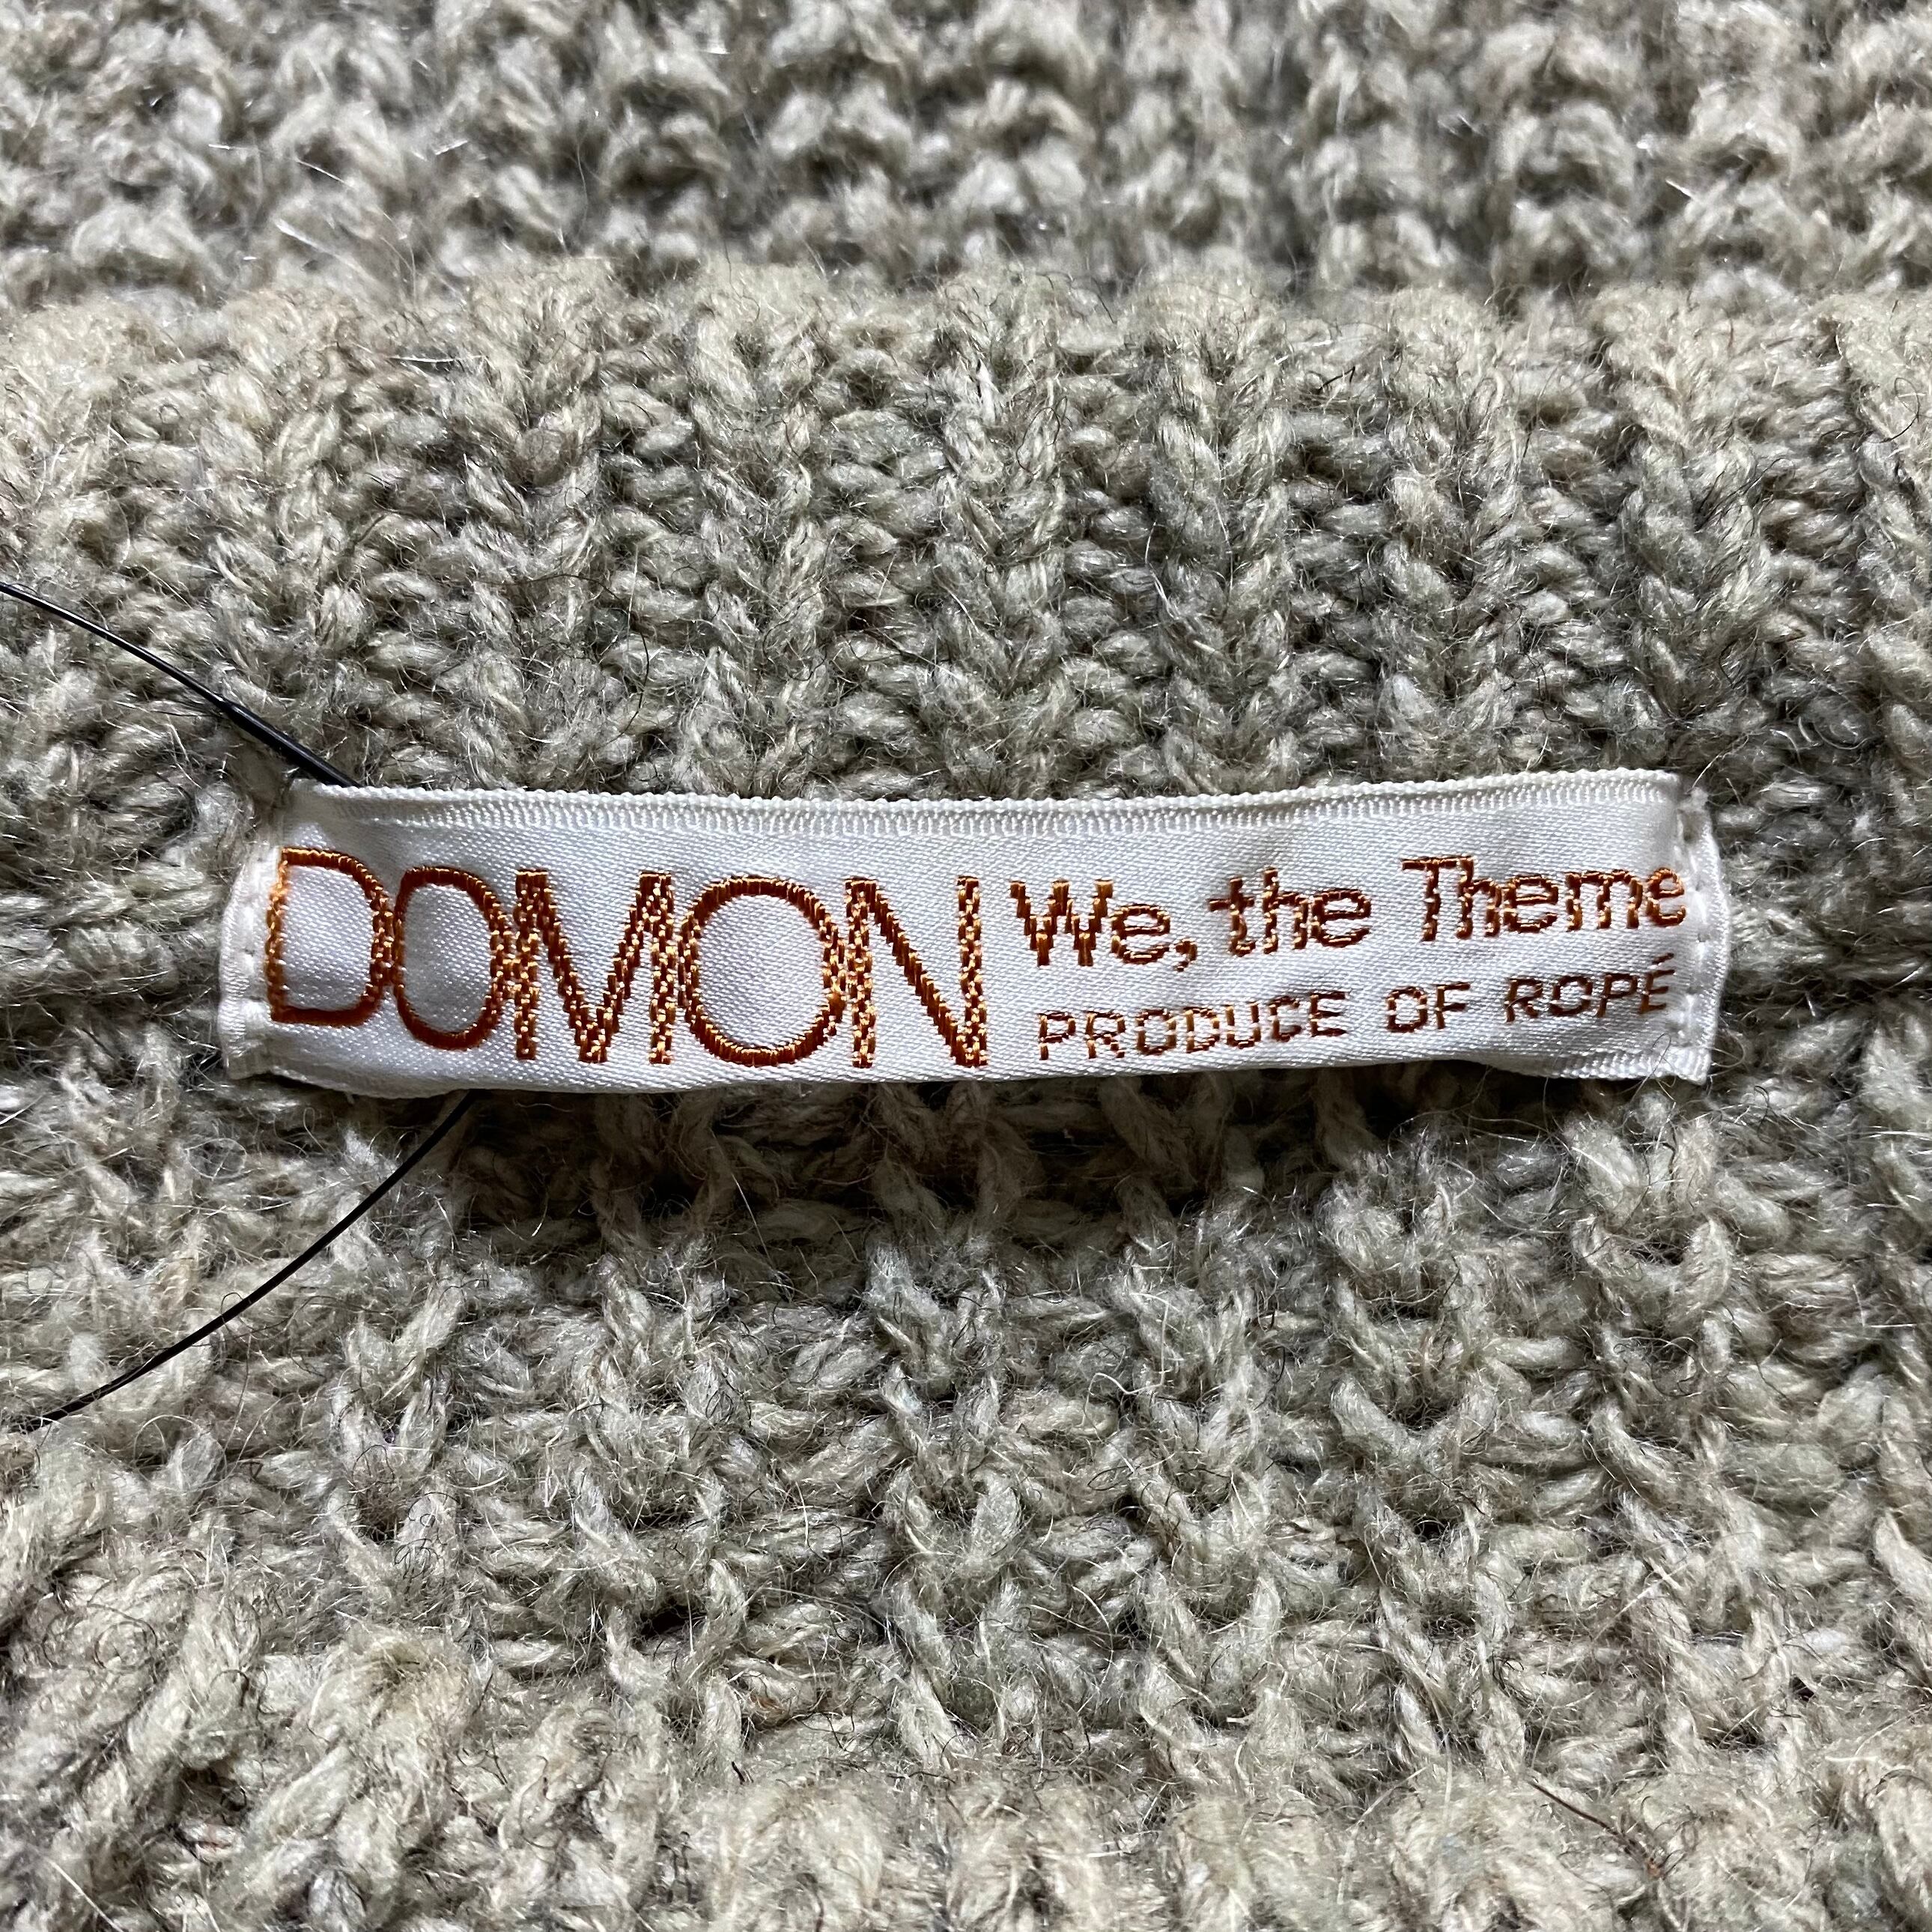 DOMON
We, the Theme
PRODUCE OF ROPÉ